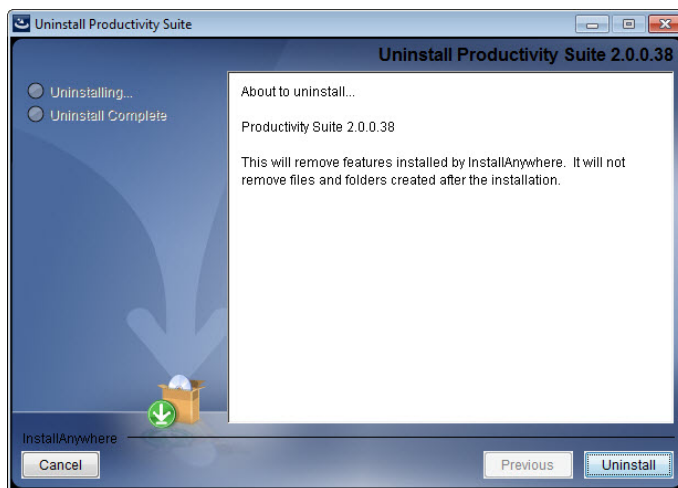 Uninstall Productivity Suite
Uninstall Productivity Suite 2.0.0.38
Uninstalling...
Uninstall Complete
About to uninstall...
Productivity Suite 2.0.0.38
This will remove features installed by InstallAnywhere.  It will not
remove files and folders created after the installation.
InstallAnywhere
Cancel
Previous
Uninstall